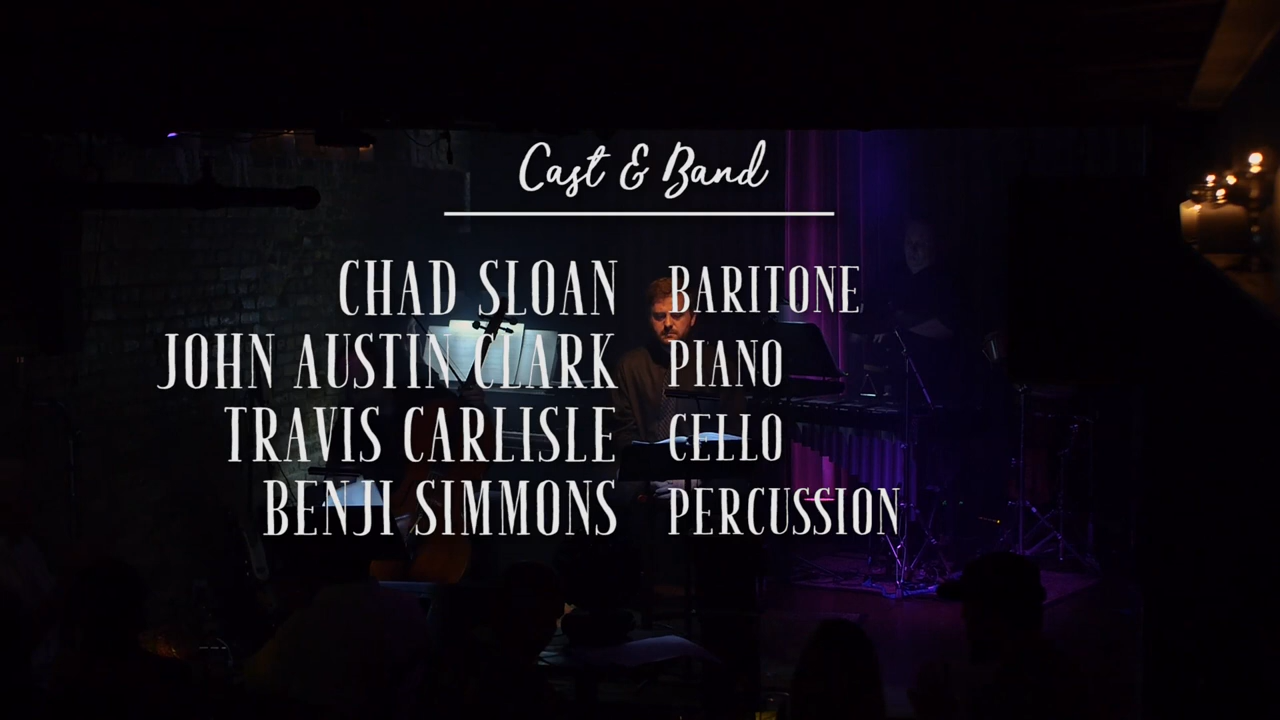 Cast & Band
CHAD SLOAN BARITONE
JOHN AUSTIN CLARK PIANO
TRAVIS CARLISLE CELLO
BENJI SIMMONS PERCUSSION